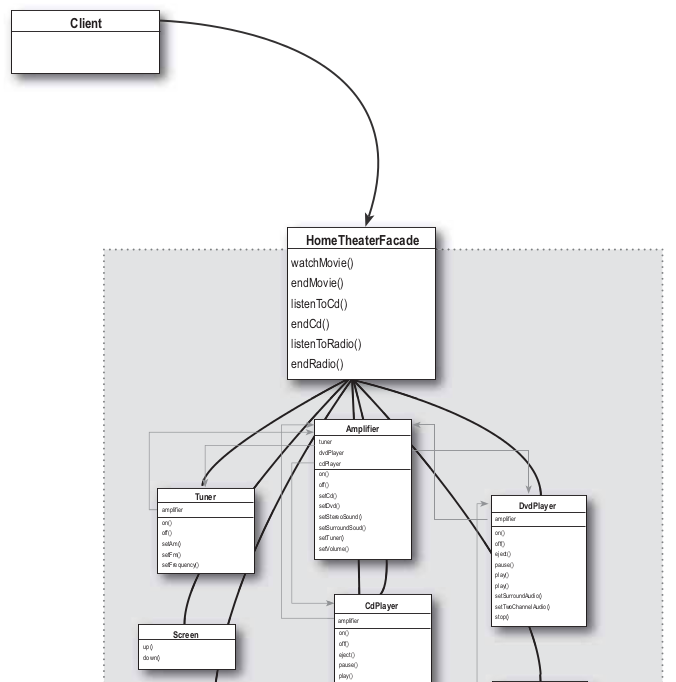 Client
HomeTheaterFacade
watchMovie()
endMovie()
listenToCd()
endCd()
listenToRadio()
endRadio()
Amplifier
tuner
dvdPlayer
cdPlayer
on()
off()
setCd()
setDvd()
setStereoSound()
setSurroundSoud()
setTuner()
setVolume()
Tuner
amplifier
on()
off()
setAm()
setFm()
setFrequency()
DvdPlayer
amplifier
on()
off()
eject()
pause()
play()
play()
setSurroundAudio()
setTwoChannelAudio()
stop()
Screen
up()
down()
CdPlayer
amplifier
on()
off()
eject()
pause()
play()